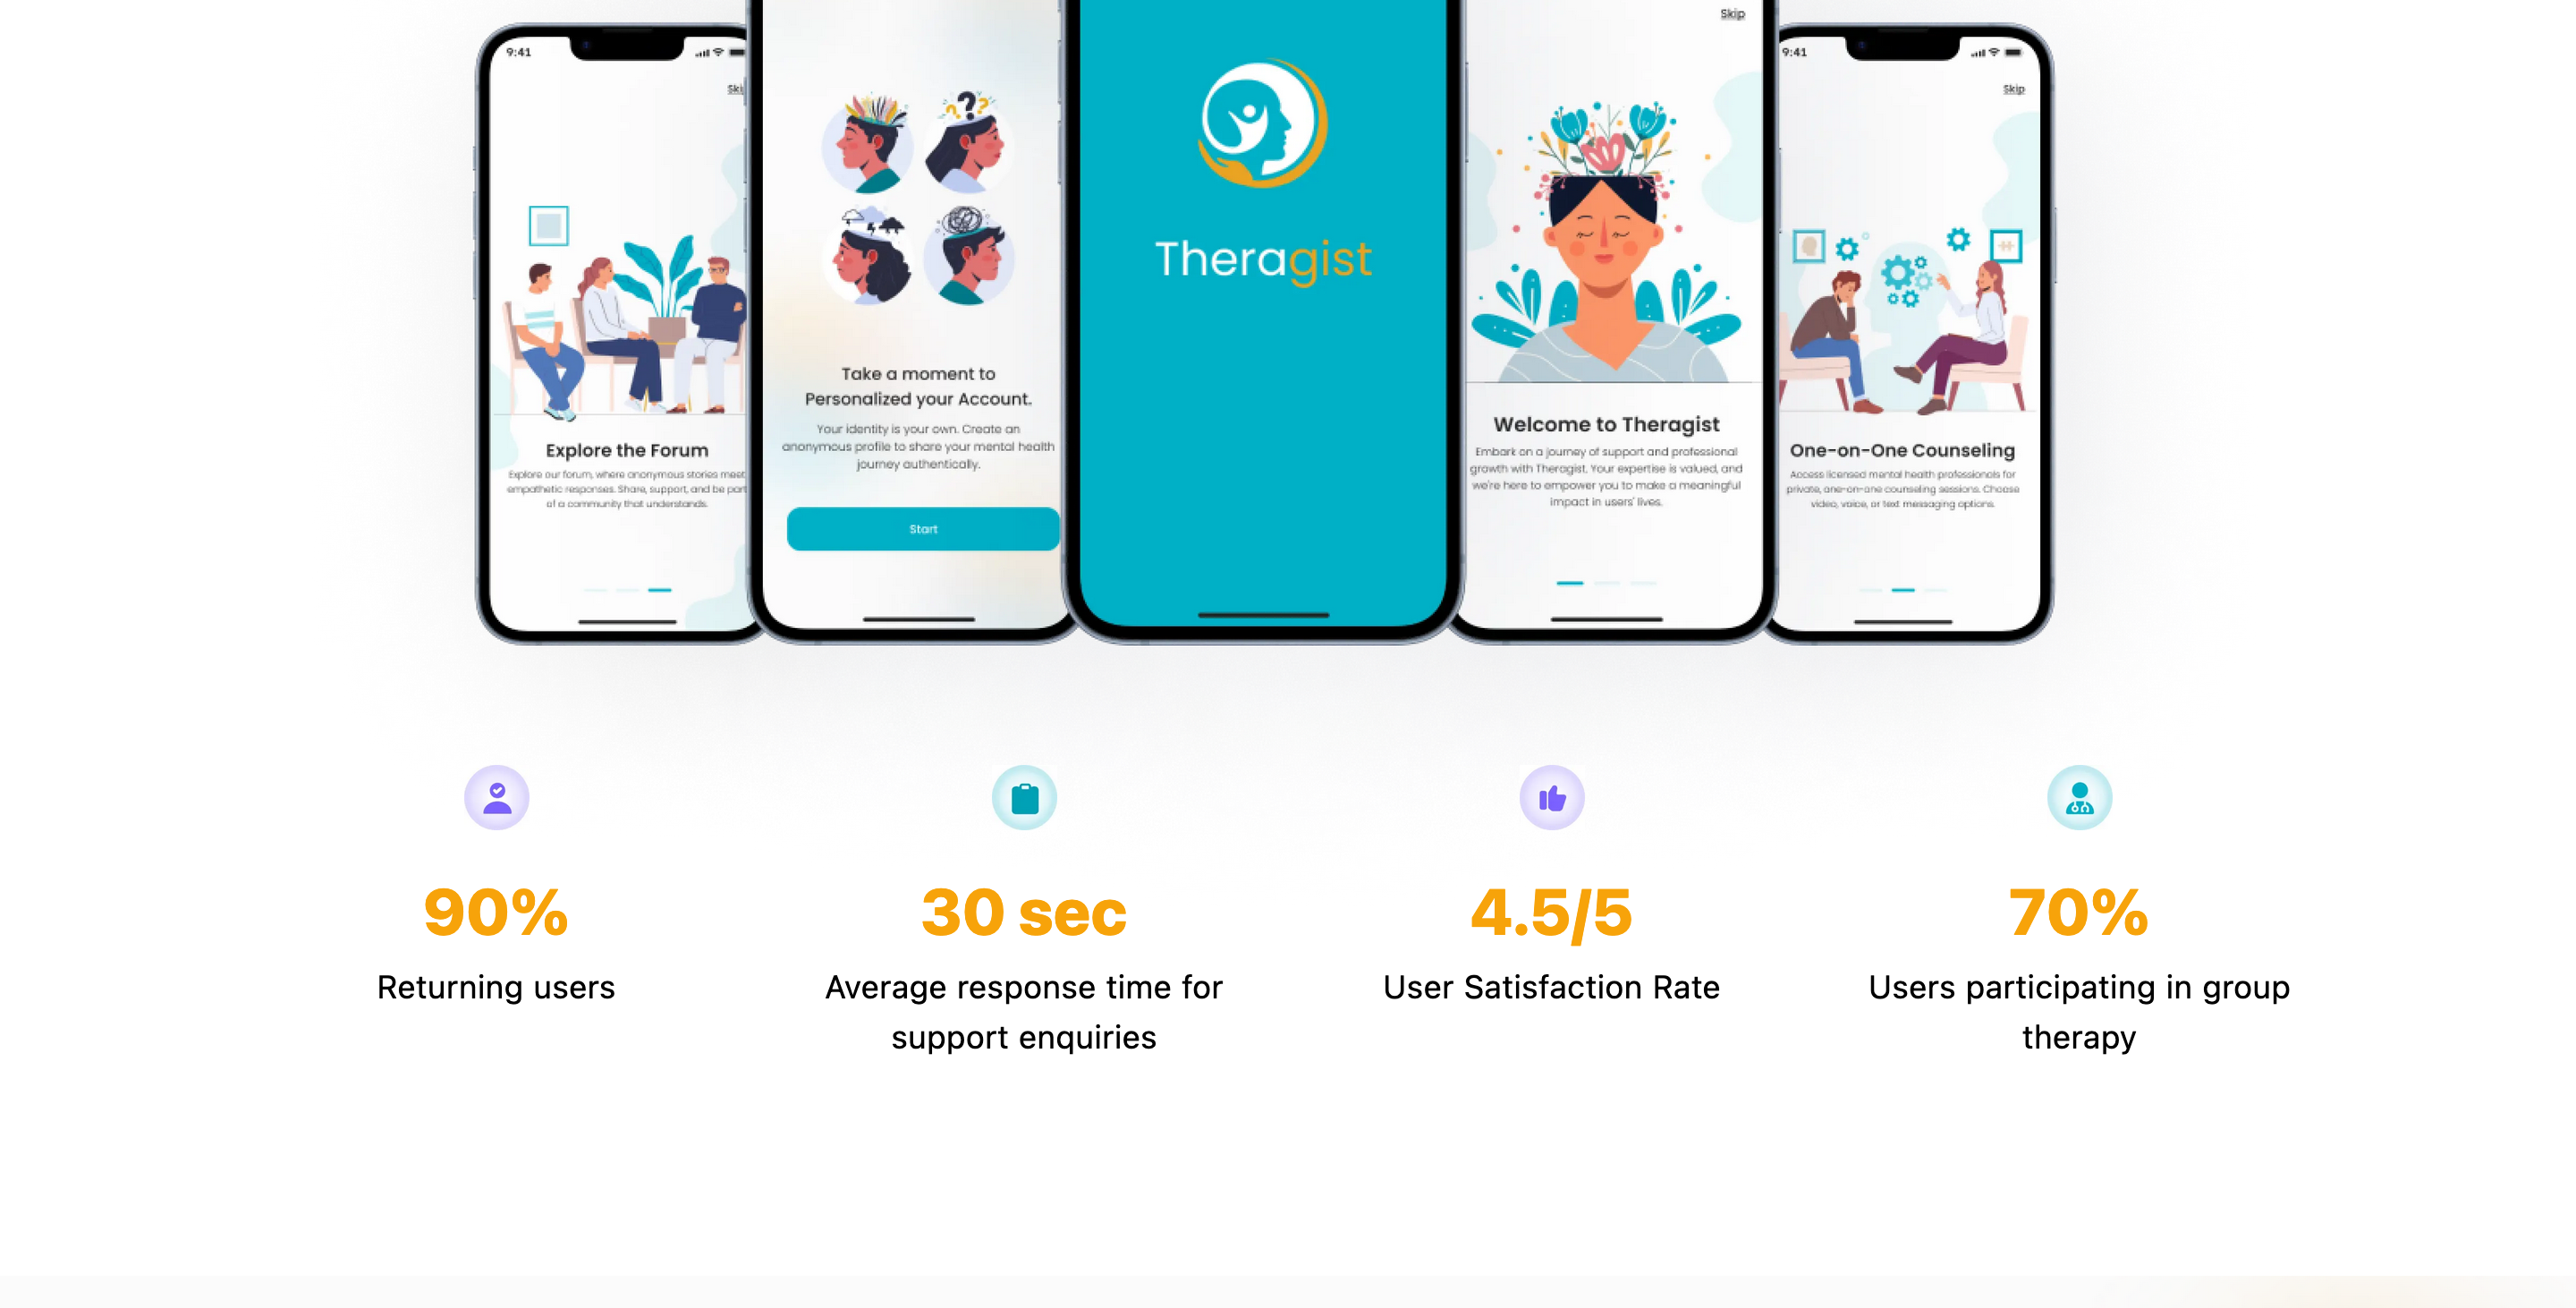 9:41
Skip
Explore the Forum
Explore our forum, where anonymous stories meet
empathetic responses. Share, support, and be part
of a community that understands.
Take a moment to
Personalized your Account.
Your identity is your own. Create an
anonymous profile to share your mental health
journey authentically.
Start
Theragist
Skip
Welcome to Theragist
Embark on a journey of support and professional
growth with Theragist. Your expertise is valued, and
we're here to empower you to make a meaningful
impact in users' lives.
9:41
Skip
One-on-One Counseling
Access licensed mental health professionals for
private, one-on-one counseling sessions. Choose
video, voice, or text messaging options.
90%
Returning users
30 sec
Average response time for
support enquiries
4.5/5
User Satisfaction Rate
70%
Users participating in group
therapy